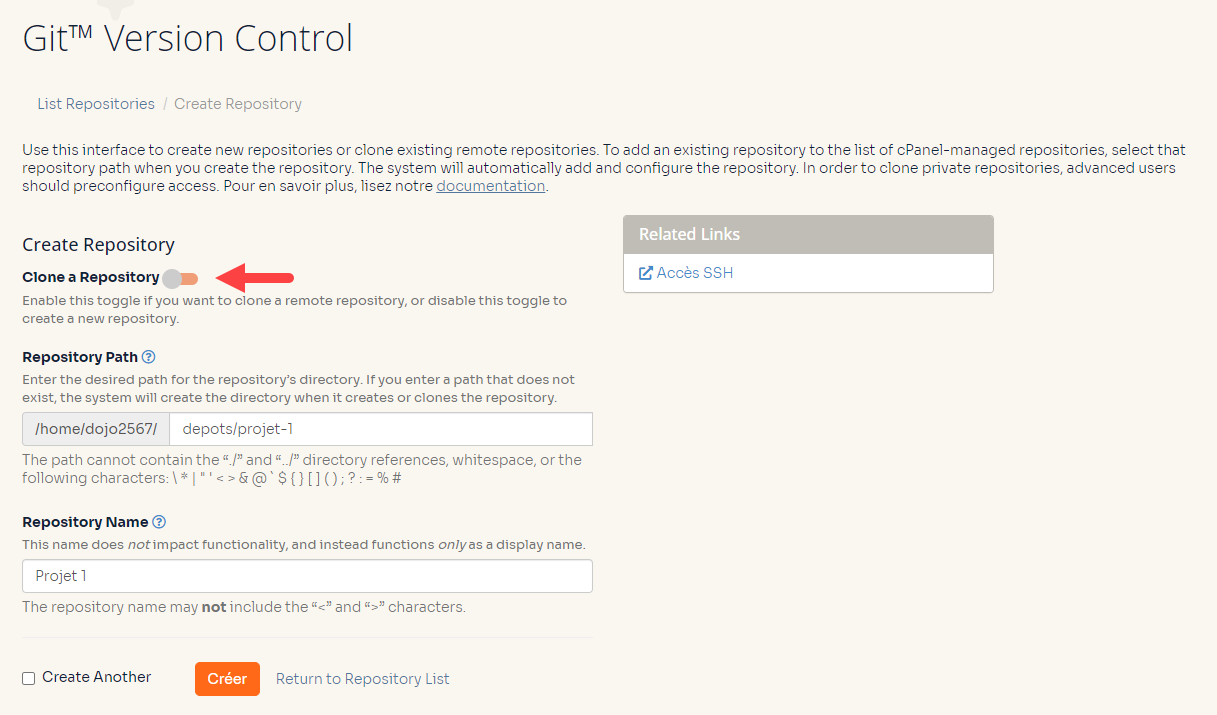 Git™ Version Control
List Repositories / Create Repository
Use this interface to create new repositories or clone existing remote repositories. To add an existing repository to the list of cPanel-managed repositories, select that
repository path when you create the repository. The system will automatically add and configure the repository. In order to clone private repositories, advanced users
should preconfigure access. Pour en savoir plus, lisez notre documentation.
Create Repository
Clone a Repository
Enable this toggle if you want to clone a remote repository, or disable this toggle to
create a new repository.
Repository Path ?
Enter the desired path for the repository’s directory. If you enter a path that does not
exist, the system will create the directory when it creates or clones the repository.
/home/dojo2567/ depots/projet-1
The path cannot contain the “./” and “../” directory references, whitespace, or the
following characters: \ * | " ' < > & @ ` $ { } [ ] ( ) ; ? : = % #
Repository Name ?
This name does not impact functionality, and instead functions only as a display name.
Projet 1
The repository name may not include the “<” and “>” characters.
Create Another Créer Return to Repository List
Related Links
Accès SSH